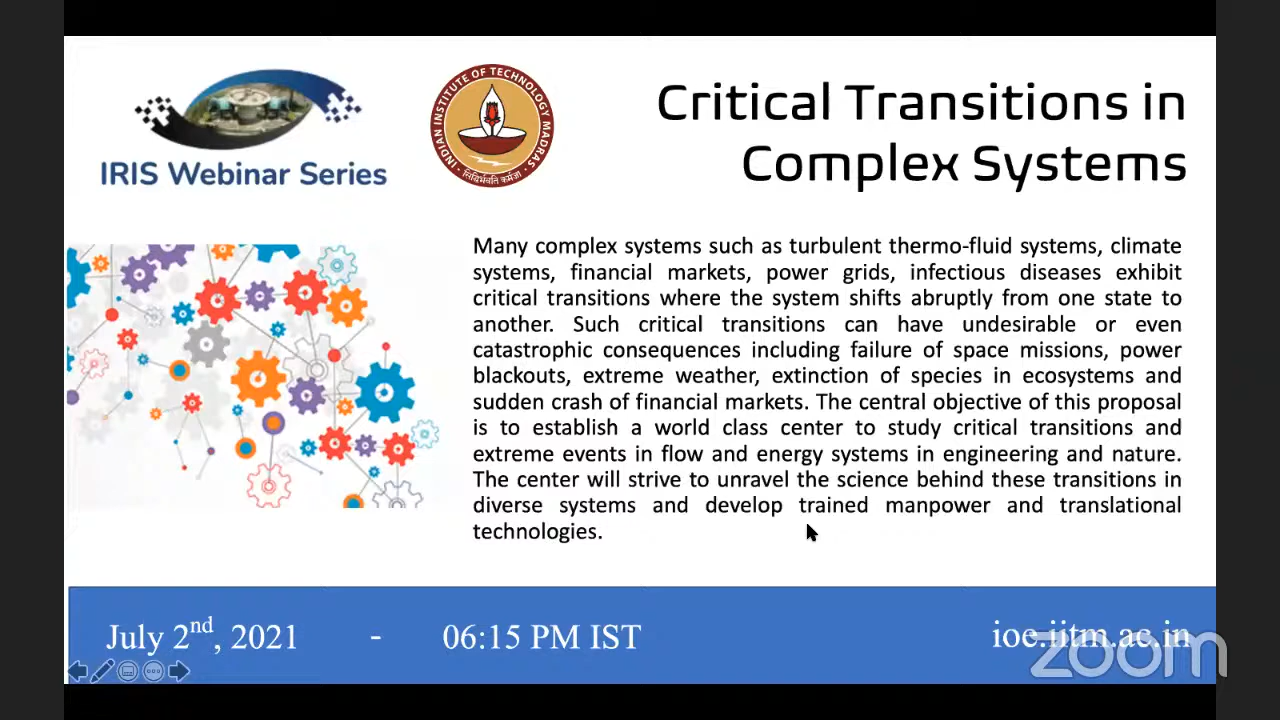 IRIS Webinar Series
INDIAN INSTITUTE OF TECHNOLOGY MADRAS
सिद्धिर्भवति कर्मजा
Critical Transitions in
Complex Systems
Many complex systems such as turbulent thermo-fluid systems, climate
systems, financial markets, power grids, infectious diseases exhibit
critical transitions where the system shifts abruptly from one state to
another. Such critical transitions can have undesirable or even
catastrophic consequences including failure of space missions, power
blackouts, extreme weather, extinction of species in ecosystems and
sudden crash of financial markets. The central objective of this proposal
is to establish a world class center to study critical transitions and
extreme events in flow and energy systems in engineering and nature.
The center will strive to unravel the science behind these transitions in
diverse systems and develop trained manpower and translational
technologies.
July 2nd, 2021 - 06:15 PM IST
ioe.iitm.ac.in
zoom